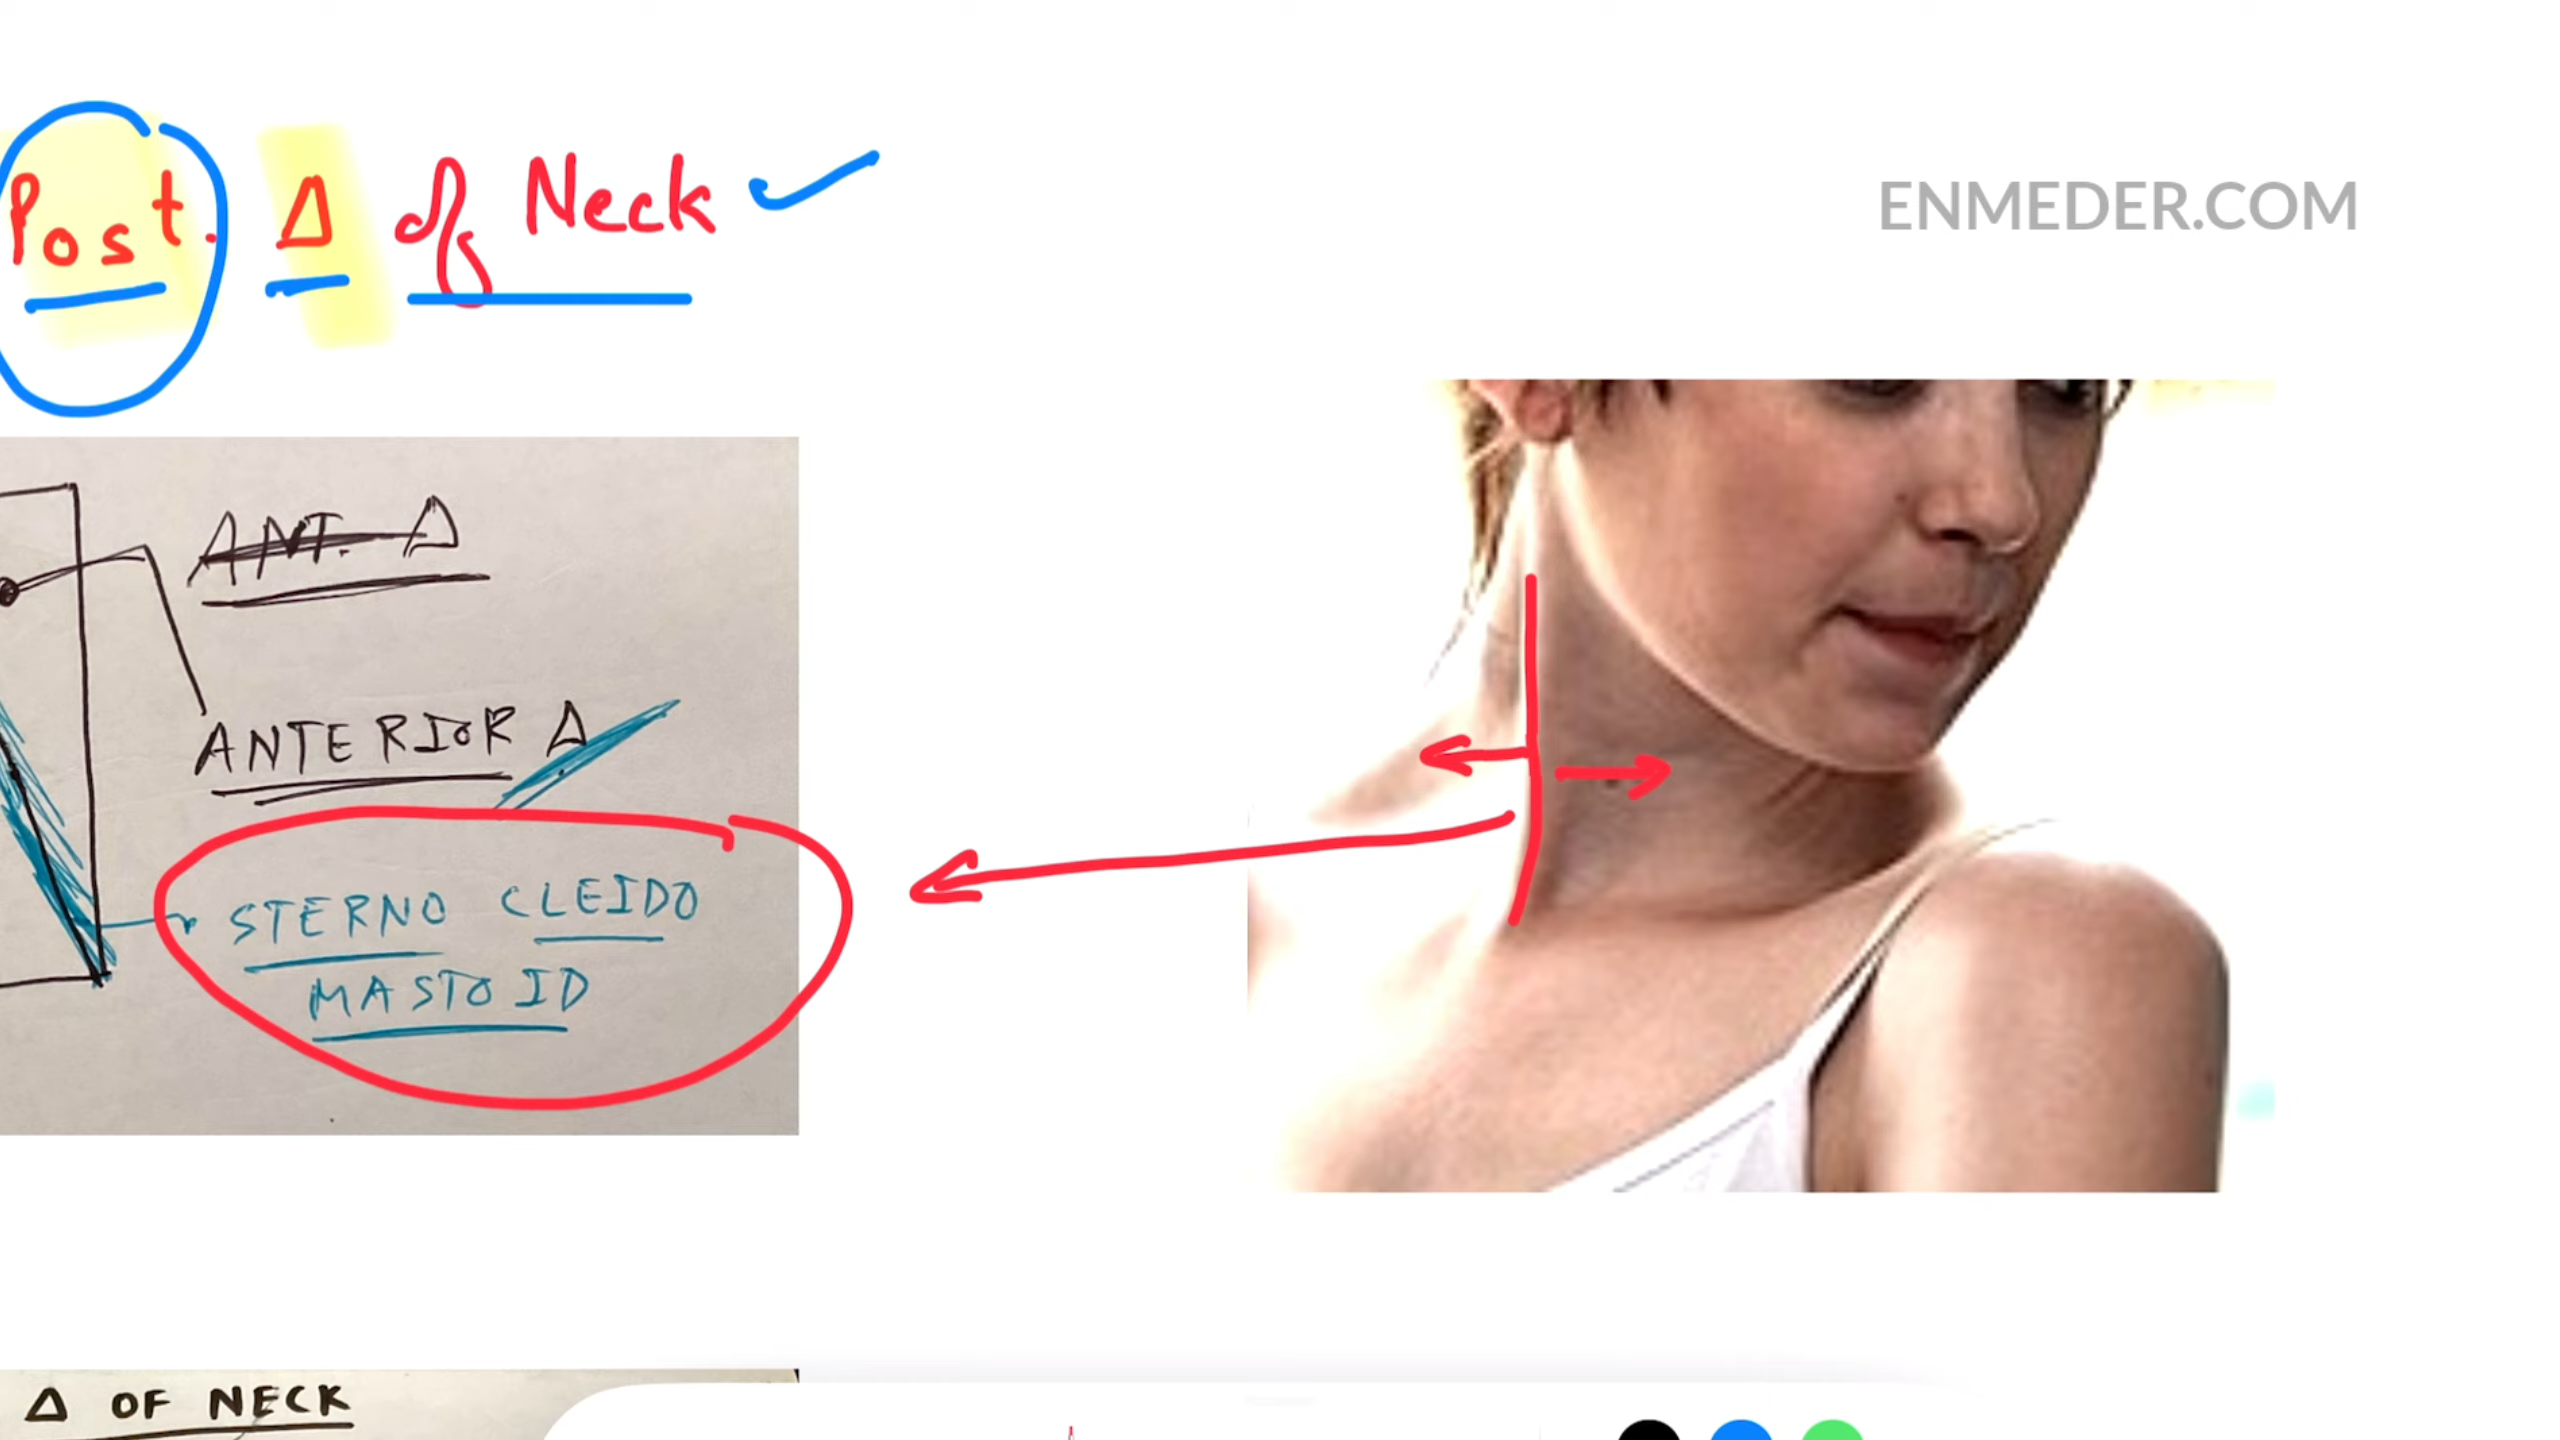 Post. Δ of Neck
ENMEDER.COM
ANT. Δ
ANTERIOR Δ
STERNO CLEIDO
MASTOID
Δ OF NECK